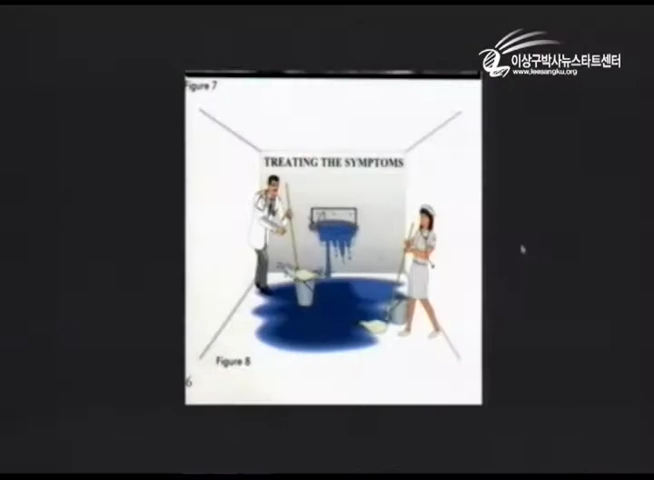 이상구박사뉴스타트센터
www.leesangku.org
Figure 7
TREATING THE SYMPTOMS
Figure 8
6